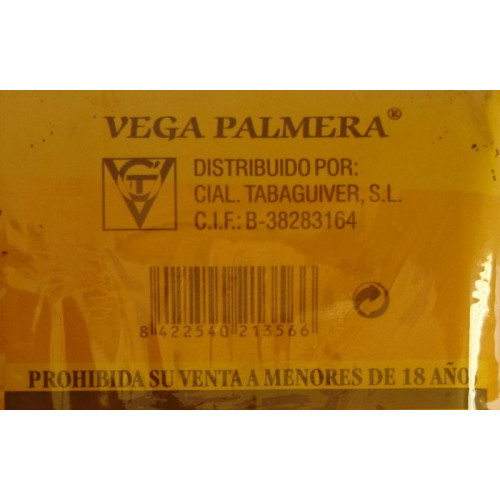 VEGA PALMERA®
DISTRIBUIDO POR:
CIAL. TABAGUIVER, S.L.
C.I.F.: B-38283164
8 422540 213566
PROHIBIDA SU VENTA A MENORES DE 18 AÑO